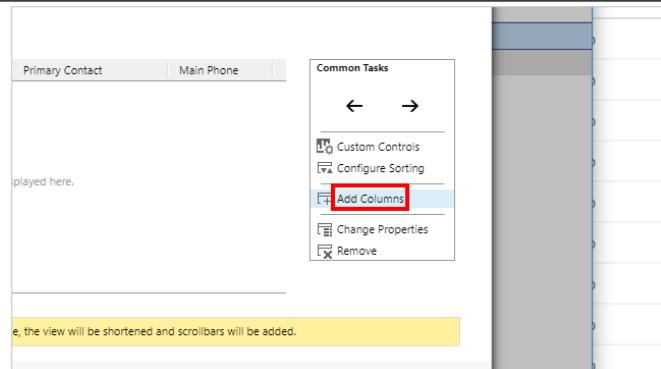 Primary Contact Main Phone
Common Tasks
Custom Controls
Configure Sorting
played here.
Add Columns
Change Properties
Remove
e, the view will be shortened and scrollbars will be added.